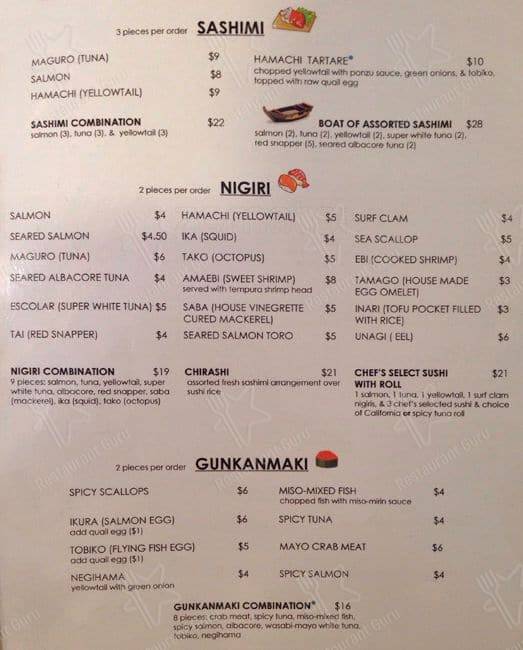 3 pieces per order SASHIMI
MAGURO (TUNA) $9
SALMON $8
HAMACHI (YELLOWTAIL) $9
HAMACHI TARTARE* $10
chopped yellowtail with ponzu sauce, green onions, & tobiko,
topped with raw quail egg
SASHIMI COMBINATION $22
salmon (3), tuna (3), & yellowtail (3)
BOAT OF ASSORTED SASHIMI $28
salmon (2), tuna (2), yellowtail (2), super white tuna (2),
red snapper (5), seared albacore tuna (2)
2 pieces per order NIGIRI
SALMON $4
SEARED SALMON $4.50
MAGURO (TUNA) $6
SEARED ALBACORE TUNA $4
ESCOLAR (SUPER WHITE TUNA) $5
TAI (RED SNAPPER) $4
HAMACHI (YELLOWTAIL) $5
IKA (SQUID) $4
TAKO (OCTOPUS) $5
AMAEBI (SWEET SHRIMP) $8
served with tempura shrimp head
SABA (HOUSE VINEGRETTE $5
CURED MACKEREL)
SEARED SALMON TORO $5
SURF CLAM $4
SEA SCALLOP $5
EBI (COOKED SHRIMP) $4
TAMAGO (HOUSE MADE $3
EGG OMELET)
INARI (TOFU POCKET FILLED $3
WITH RICE)
UNAGI ( EEL) $6
NIGIRI COMBINATION $19
9 pieces: salmon, tuna, yellowtail, super
white tuna, albacore, red snapper, saba
(mackerel), ika (squid), tako (octopus)
CHIRASHI $21
assorted fresh sashimi arrangement over
sushi rice
CHEF'S SELECT SUSHI $21
WITH ROLL
1 salmon, 1 tuna, 1 yellowtail, 1 surf clam
nigiris, & 3 chef's selected sushi & choice
of California or spicy tuna roll
2 pieces per order GUNKANMAKI
SPICY SCALLOPS $6
IKURA (SALMON EGG) $6
add quail egg ($1)
TOBIKO (FLYING FISH EGG) $5
add quail egg ($1)
NEGIHAMA $4
yellowtail with green onion
MISO-MIXED FISH $4
chopped fish with miso-mirin sauce
SPICY TUNA $4
MAYO CRAB MEAT $6
SPICY SALMON $4
GUNKANMAKI COMBINATION* $16
8 pieces: crab meat, spicy tuna, miso-mixed fish,
spicy salmon, albacore, wasabi-mayo white tuna,
tobiko, negihama
Restaurant Guru